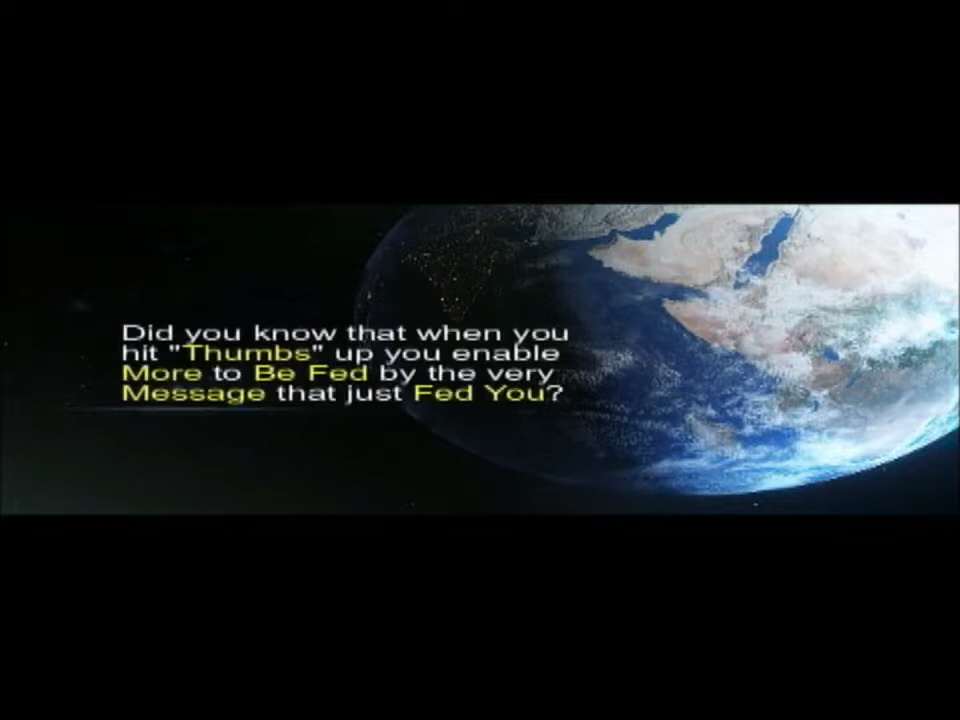 Did you know that when you
hit "Thumbs" up you enable
More to Be Fed by the very
Message that just Fed You?